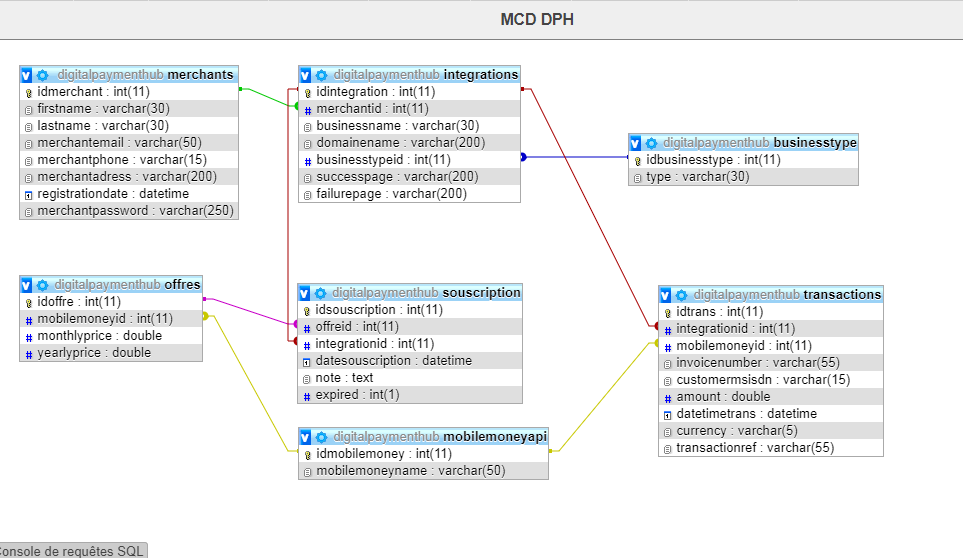 MCD DPH
digitalpaymenthub merchants
idmerchant : int(11)
firstname : varchar(30)
lastname : varchar(30)
merchantemail : varchar(50)
merchantphone : varchar(15)
merchantadress : varchar(200)
registrationdate : datetime
merchantpassword : varchar(250)
digitalpaymenthub integrations
idintegration : int(11)
merchantid : int(11)
businessname : varchar(30)
domainename : varchar(200)
businesstypeid : int(11)
successpage : varchar(200)
failurepage : varchar(200)
digitalpaymenthub businesstype
idbusinesstype : int(11)
type : varchar(30)
digitalpaymenthub offres
idoffre : int(11)
mobilemoneyid : int(11)
monthlyprice : double
yearlyprice : double
digitalpaymenthub souscription
idsouscription : int(11)
offreid : int(11)
integrationid : int(11)
datesouscription : datetime
note : text
expired : int(1)
digitalpaymenthub transactions
idtrans : int(11)
integrationid : int(11)
mobilemoneyid : int(11)
invoicenumber : varchar(55)
customermsisdn : varchar(15)
amount : double
datetimetrans : datetime
currency : varchar(5)
transactionref : varchar(55)
digitalpaymenthub mobilemoneyapi
idmobilemoney : int(11)
mobilemoneyname : varchar(50)
Console de requêtes SQL